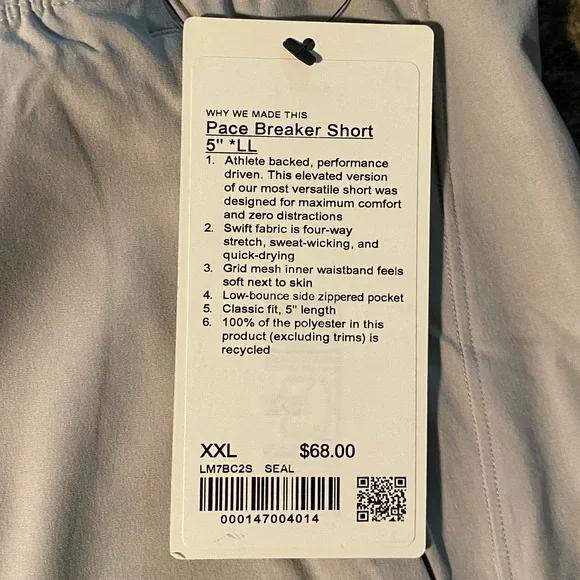 WHY WE MADE THIS
Pace Breaker Short
5" *LL
1. Athlete backed, performance
driven. This elevated version
of our most versatile short was
designed for maximum comfort
and zero distractions
2. Swift fabric is four-way
stretch, sweat-wicking, and
quick-drying
3. Grid mesh inner waistband feels
soft next to skin
4. Low-bounce side zippered pocket
5. Classic fit, 5" length
6. 100% of the polyester in this
product (excluding trims) is
recycled
XXL $68.00
LM7BC2S SEAL
000147004014